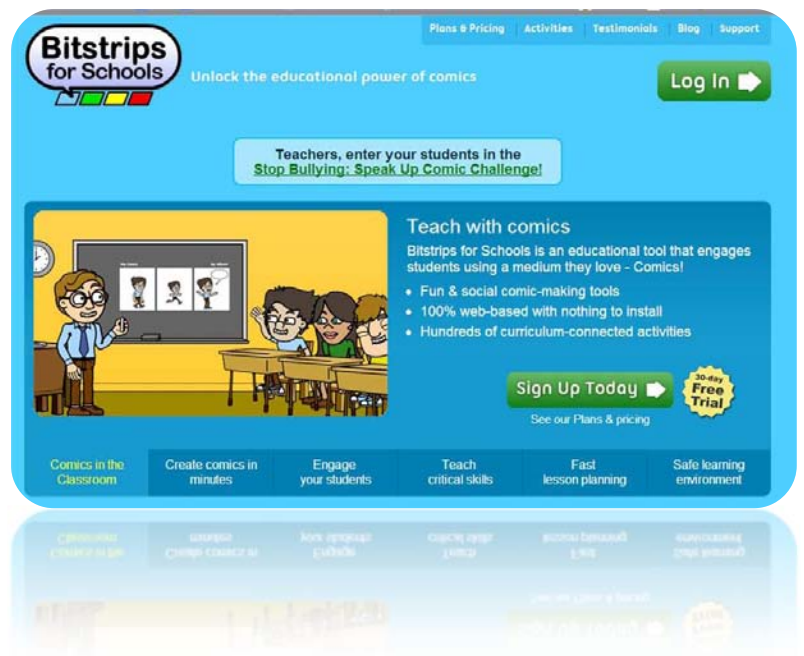 Plans & Pricing
Activities
Testimonials
Blog
Support
Bitstrips
for Schools
Unlock the educational power of comics
Log In
Teachers, enter your students in the
Stop Bullying: Speak Up Comic Challenge!
Teach with comics
Bitstrips for Schools is an educational tool that engages
students using a medium they love - Comics!
• Fun & social comic-making tools
• 100% web-based with nothing to install
• Hundreds of curriculum-connected activities
Sign Up Today
30-day
Free
Trial
See our Plans & pricing
Comics in the
Classroom
Create comics in
minutes
Engage
your students
Teach
critical skills
Fast
lesson planning
Safe learning
environment